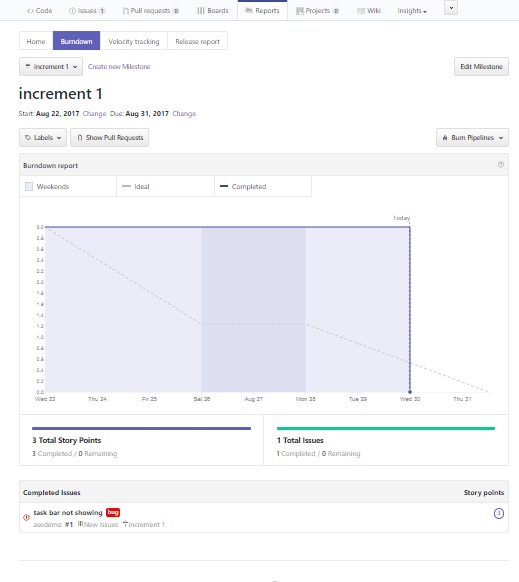 Code Issues 1 Pull requests 0 Boards Reports Projects 0 Wiki Insights
Home Burndown Velocity tracking Release report
increment 1 Create new Milestone Edit Milestone
increment 1
Start: Aug 22, 2017 Change Due: Aug 31, 2017 Change
Labels Show Pull Requests Burn Pipelines
Burndown report
Weekends Ideal Completed
Today
3.0
2.8
2.6
2.4
2.2
2.0
1.8
1.6
1.4
1.2
1.0
0.8
0.6
0.4
0.2
0.0
Wed 23 Thu 24 Fri 25 Sat 26 Aug 27 Mon 28 Tue 29 Wed 30 Thu 31
3 Total Story Points 1 Total Issues
3 Completed / 0 Remaining 1 Completed / 0 Remaining
Completed Issues Story points
task bar not showing bug 3
asedemo #1 New Issues increment 1